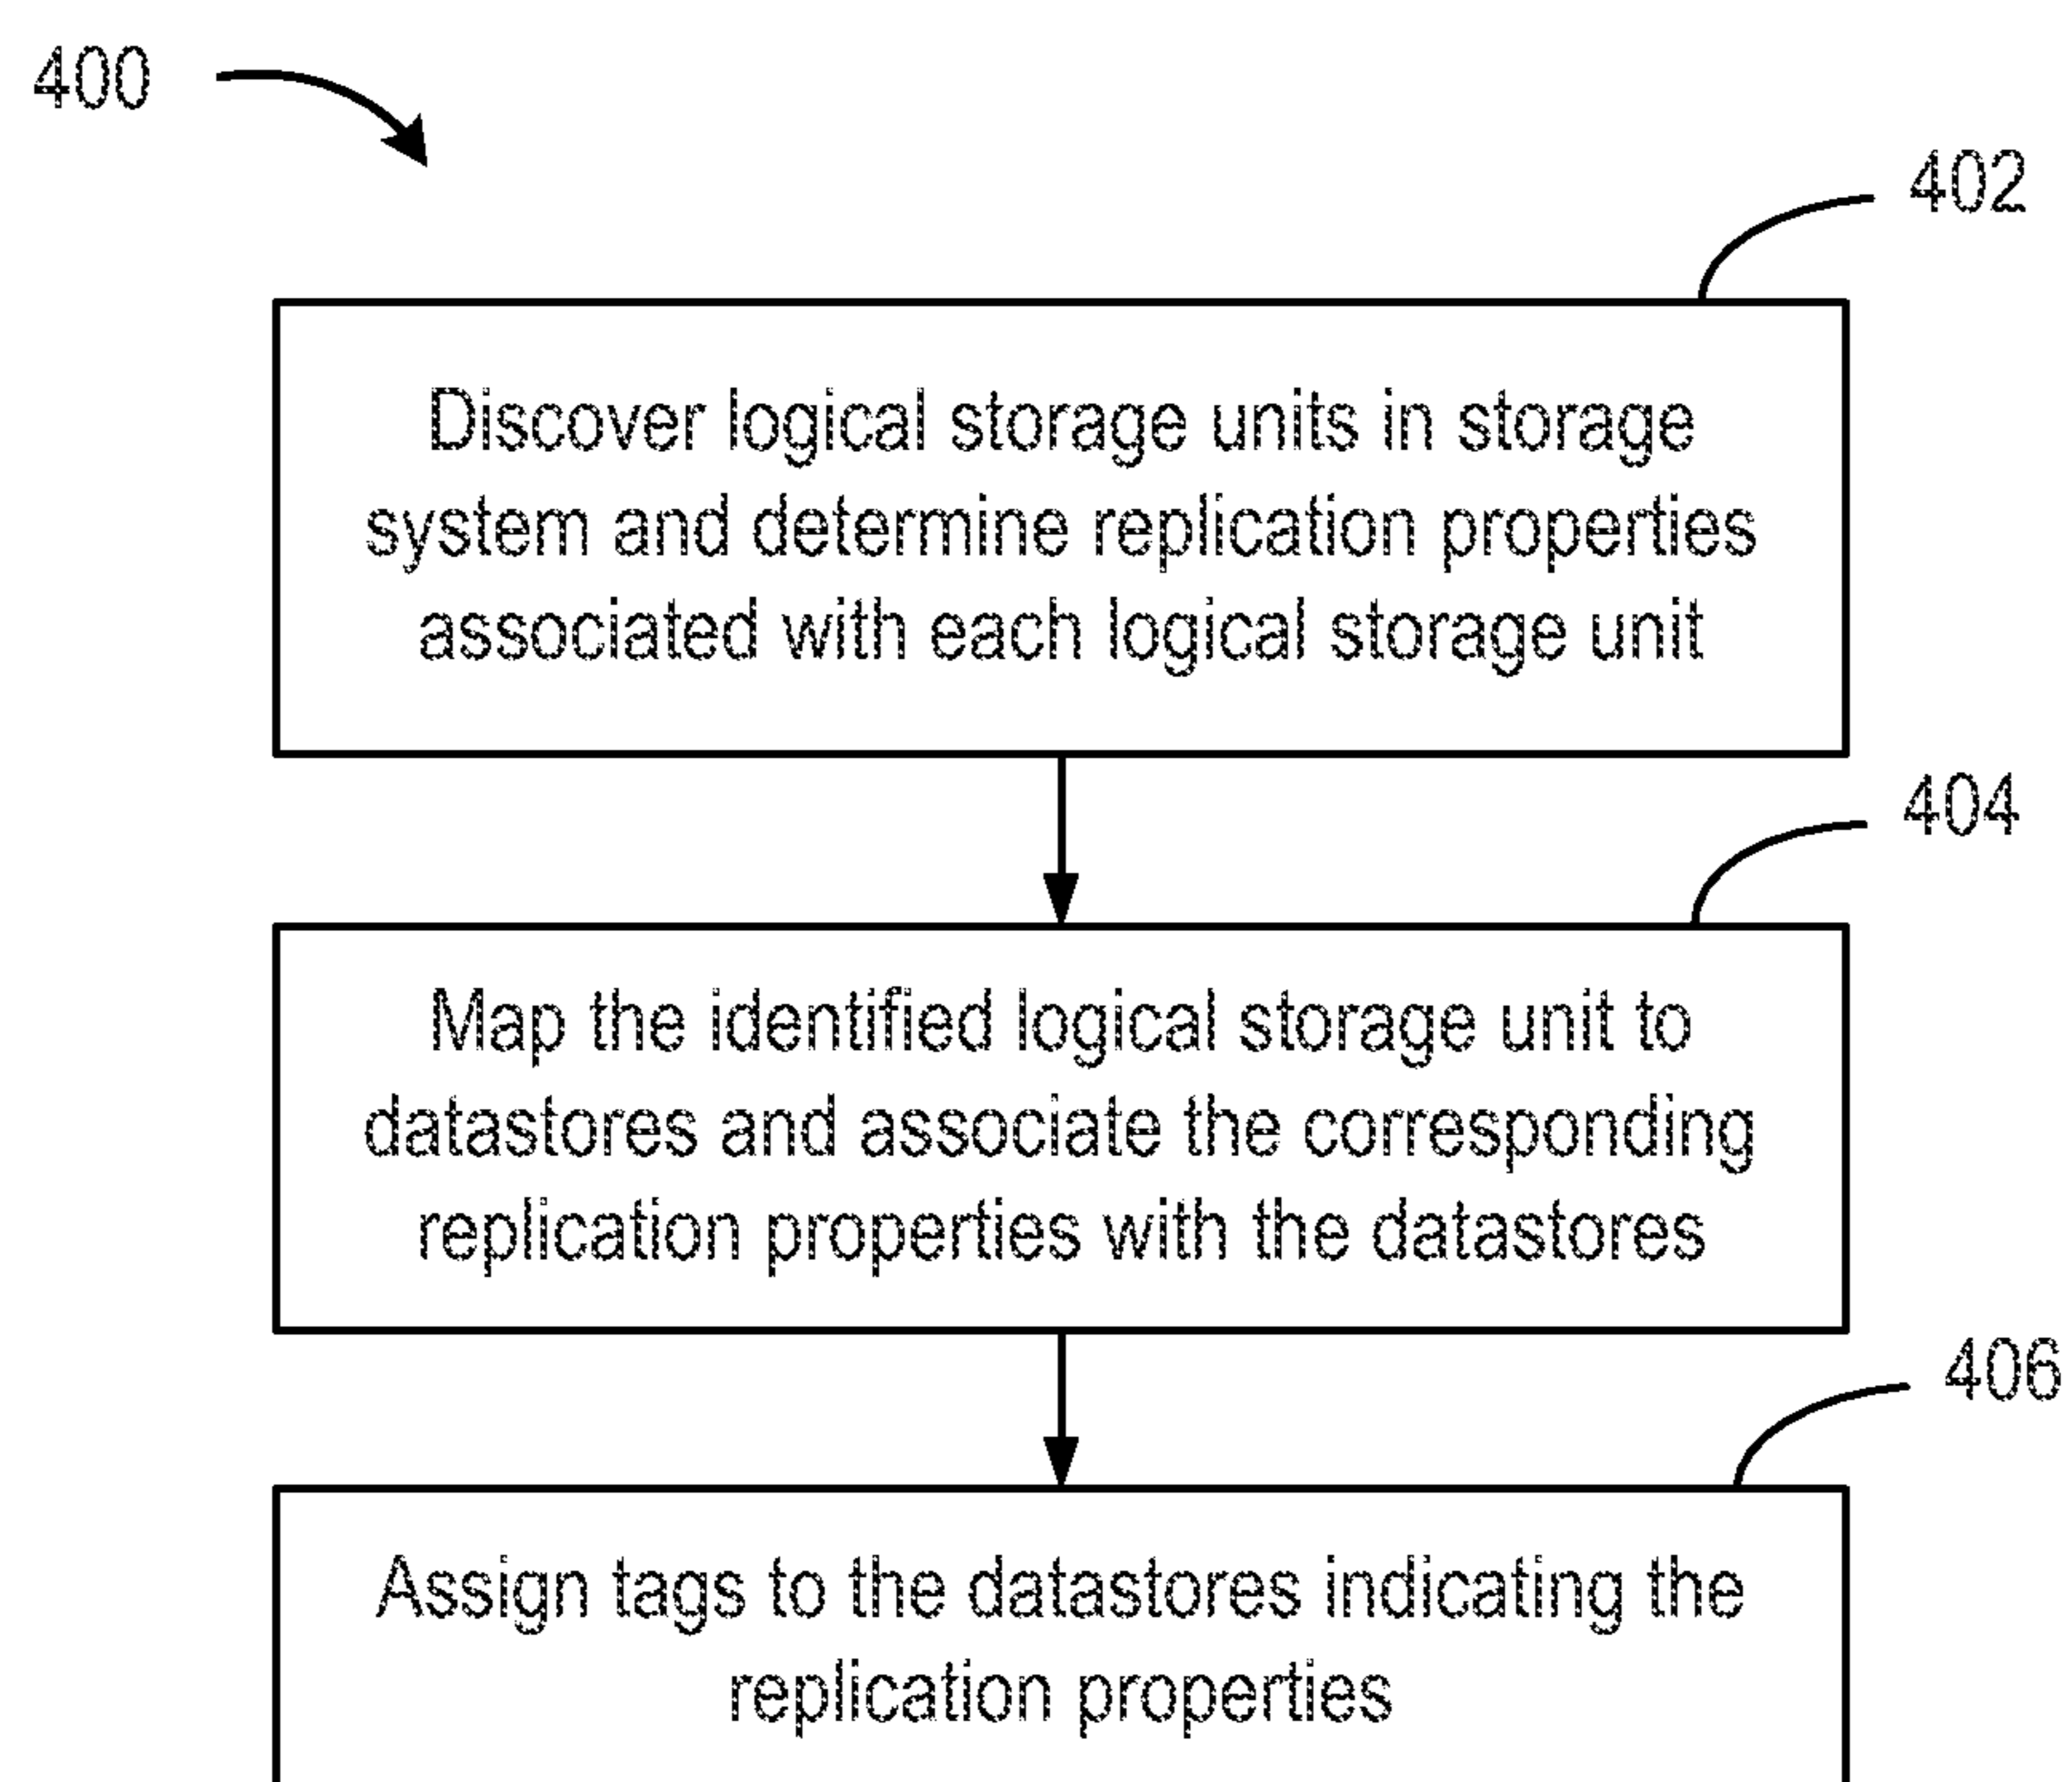 400
402
Discover logical storage units in storage
system and determine replication properties
associated with each logical storage unit
404
Map the identified logical storage unit to
datastores and associate the corresponding
replication properties with the datastores
406
Assign tags to the datastores indicating the
replication properties